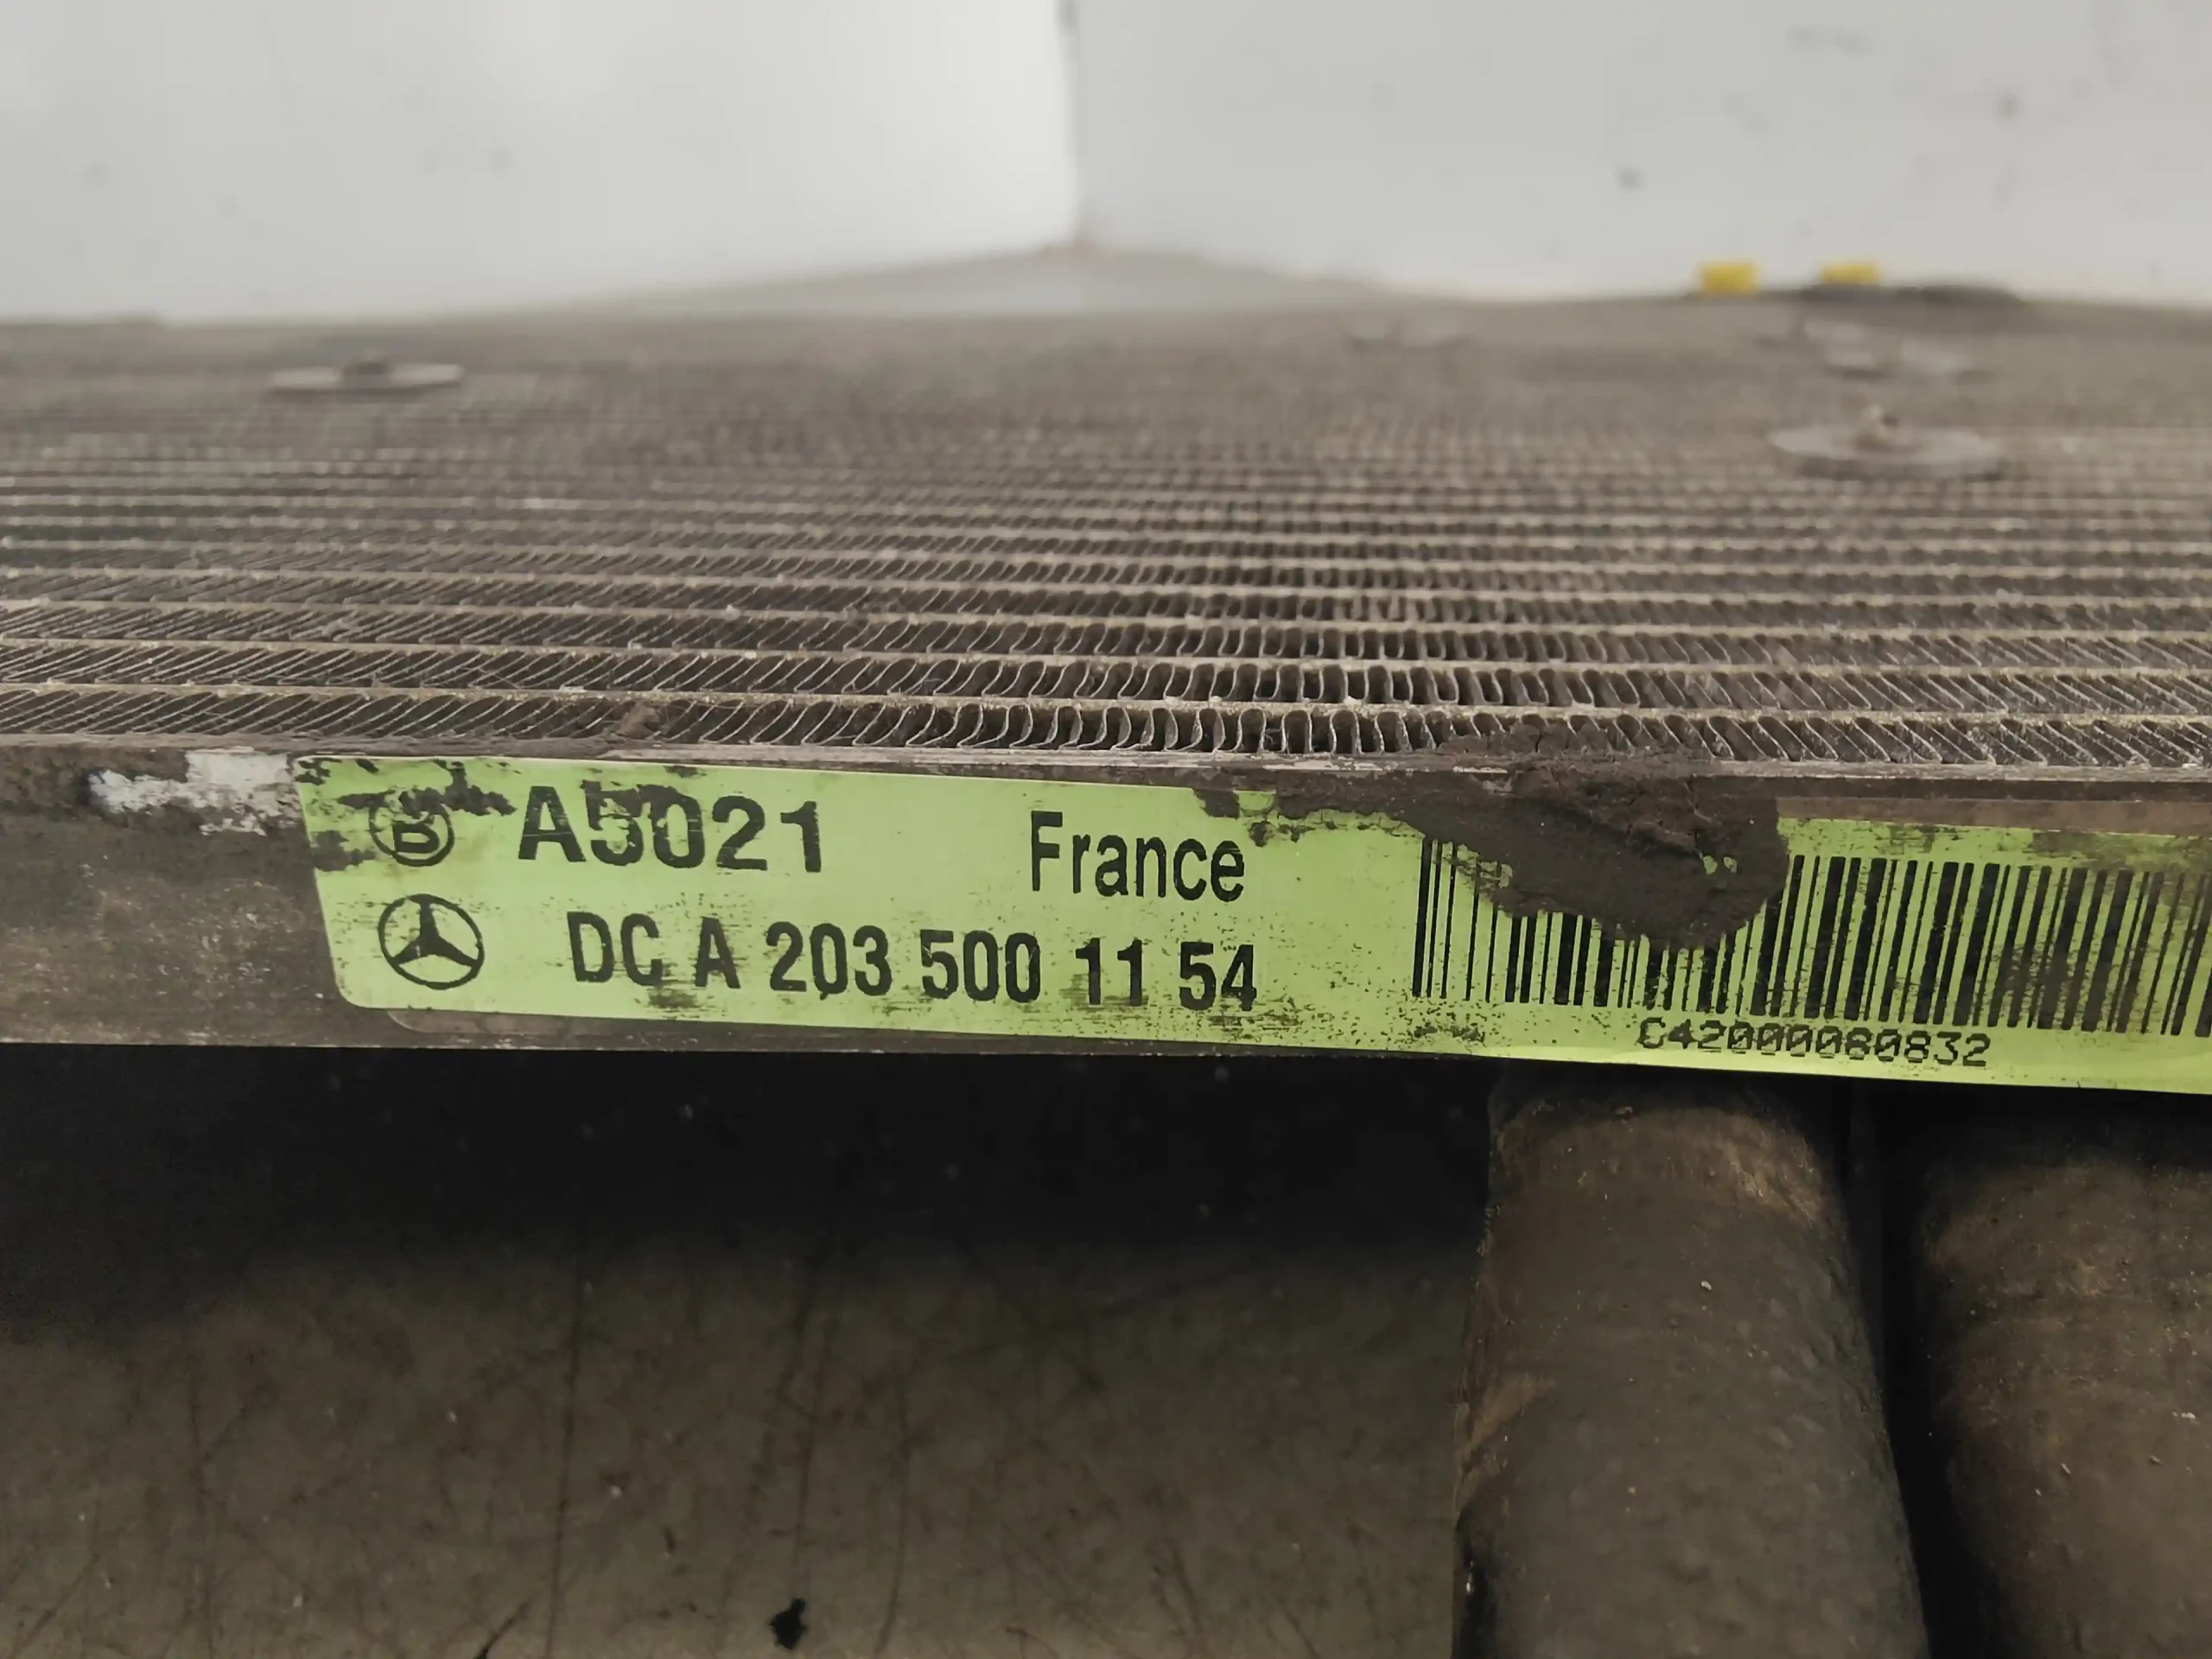 D A5021 France
DC A 203 500 11 54
C42000080832